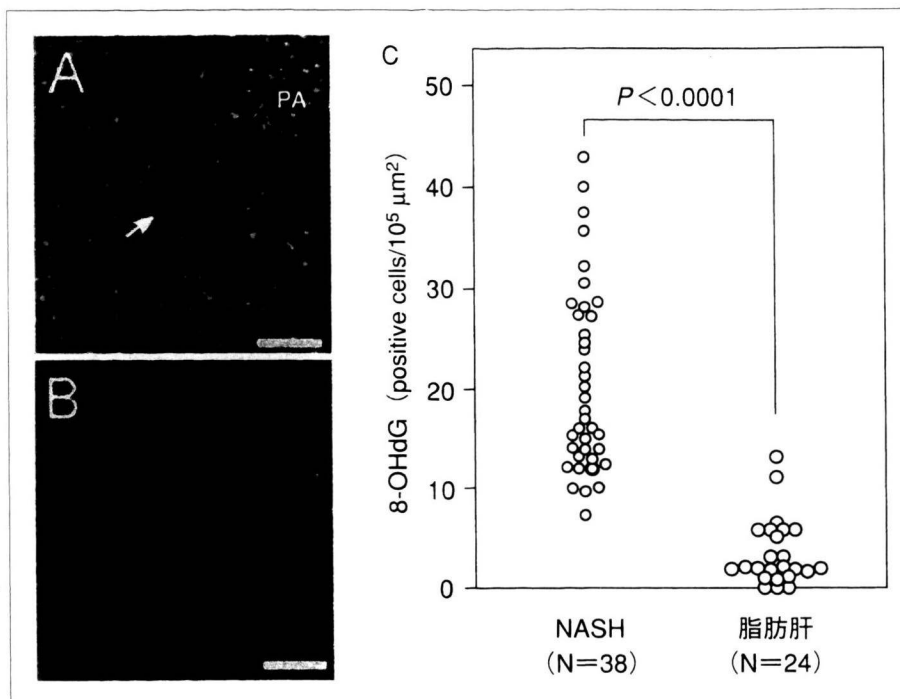 A
PA
B
C
8-OHdG (positive cells/10⁵ μm²)
50
40
30
20
10
0
P<0.0001
NASH
(N=38)
脂肪肝
(N=24)